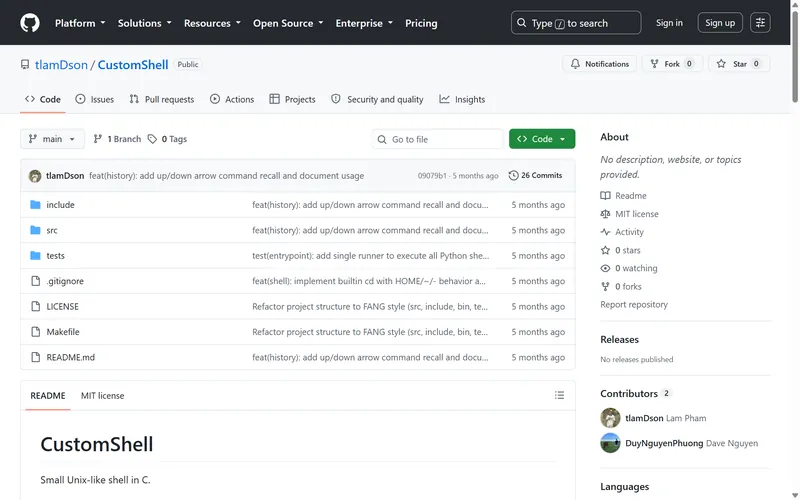 Platform Solutions Resources Open Source Enterprise Pricing Type / to search Sign in Sign up
tlamDson / CustomShell Public Notifications Fork 0 Star 0
Code Issues Pull requests Actions Projects Security and quality Insights
main 1 Branch 0 Tags Go to file Code
tlamDson feat(history): add up/down arrow command recall and document usage 09079b1 · 5 months ago 26 Commits
include feat(history): add up/down arrow command recall and docu... 5 months ago
src feat(history): add up/down arrow command recall and docu... 5 months ago
tests test(entrypoint): add single runner to execute all Python she... 5 months ago
.gitignore feat(shell): implement builtin cd with HOME/~/- behavior a... 5 months ago
LICENSE Refactor project structure to FANG style (src, include, bin, te... 5 months ago
Makefile Refactor project structure to FANG style (src, include, bin, te... 5 months ago
README.md feat(history): add up/down arrow command recall and docu... 5 months ago
README MIT license
CustomShell
Small Unix-like shell in C.
About
No description, website, or topics
provided.
Readme
MIT license
Activity
0 stars
0 watching
0 forks
Report repository
Releases
No releases published
Contributors 2
tlamDson Lam Pham
DuyNguyenPhuong Dave Nguyen
Languages